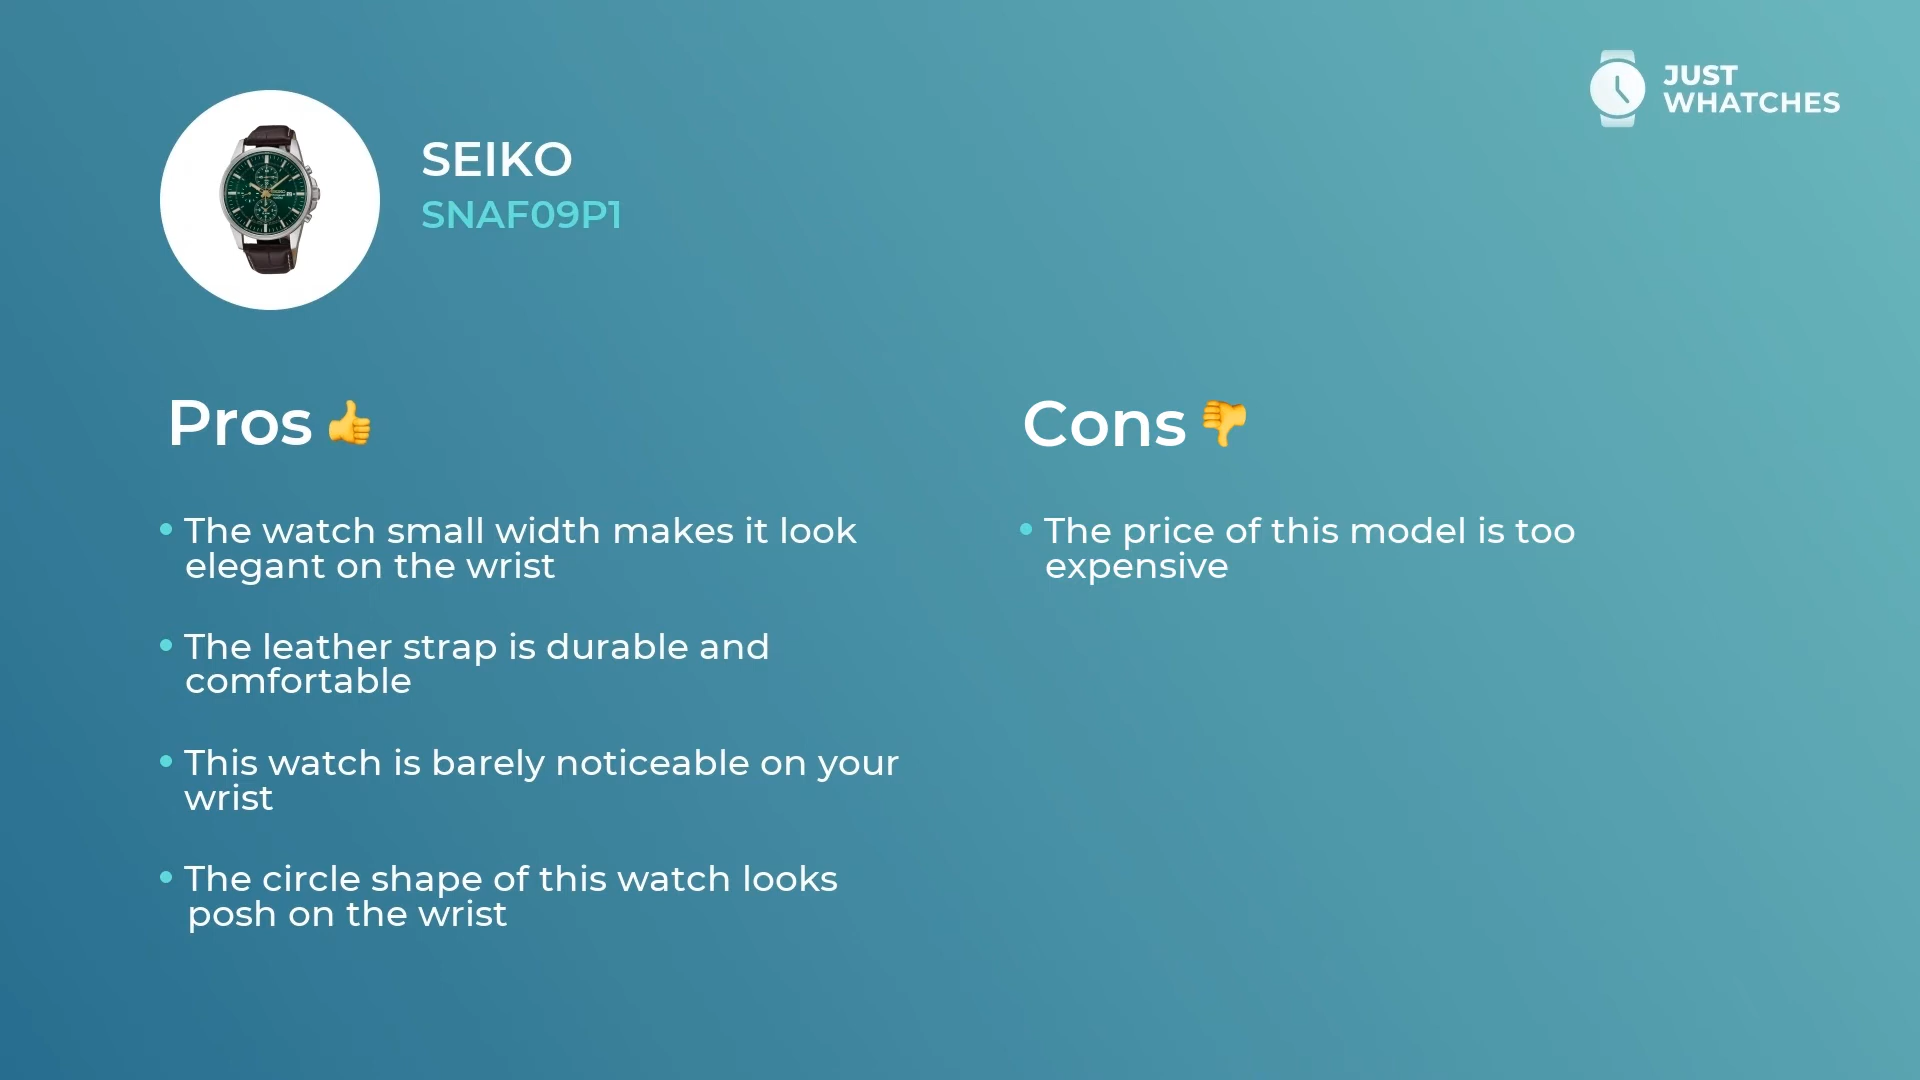 JUST
WHATCHES
SEIKO
SNAF09P1
Pros
• The watch small width makes it look
elegant on the wrist
• The leather strap is durable and
comfortable
• This watch is barely noticeable on your
wrist
• The circle shape of this watch looks
posh on the wrist
Cons
• The price of this model is too
expensive